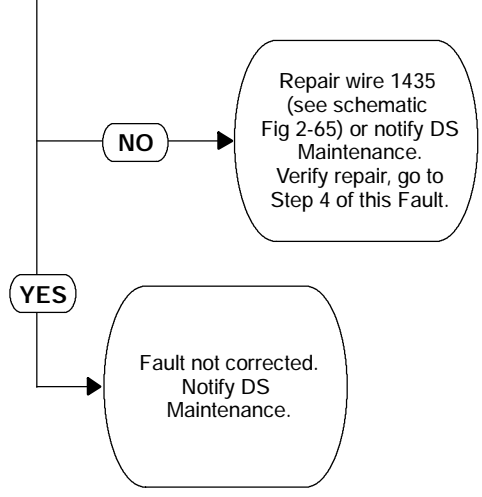 NO
Repair wire 1435
(see schematic
Fig 2-65) or notify DS
Maintenance.
Verify repair, go to
Step 4 of this Fault.
YES
Fault not corrected.
Notify DS
Maintenance.